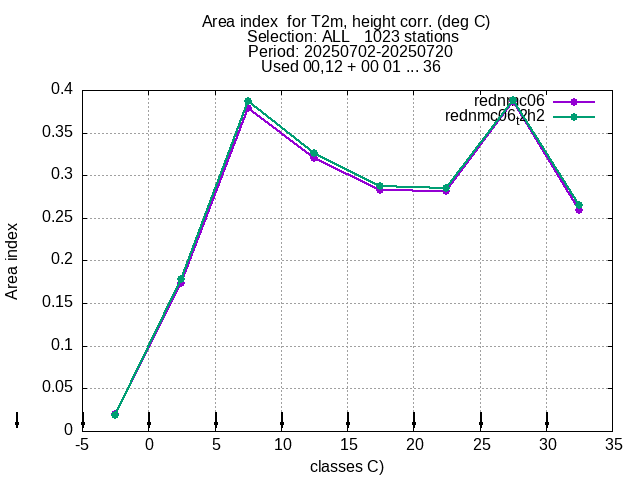 Area index  for T2m, height corr. (deg C)
Selection: ALL   1023 stations
Period: 20250702-20250720
Used 00,12 + 00 01 ... 36
rednmc06
rednmc06_t2h2
0.4
0.35
0.3
0.25
0.2
0.15
0.1
0.05
0
Area index
-5 0 5 10 15 20 25 30 35
classes C)